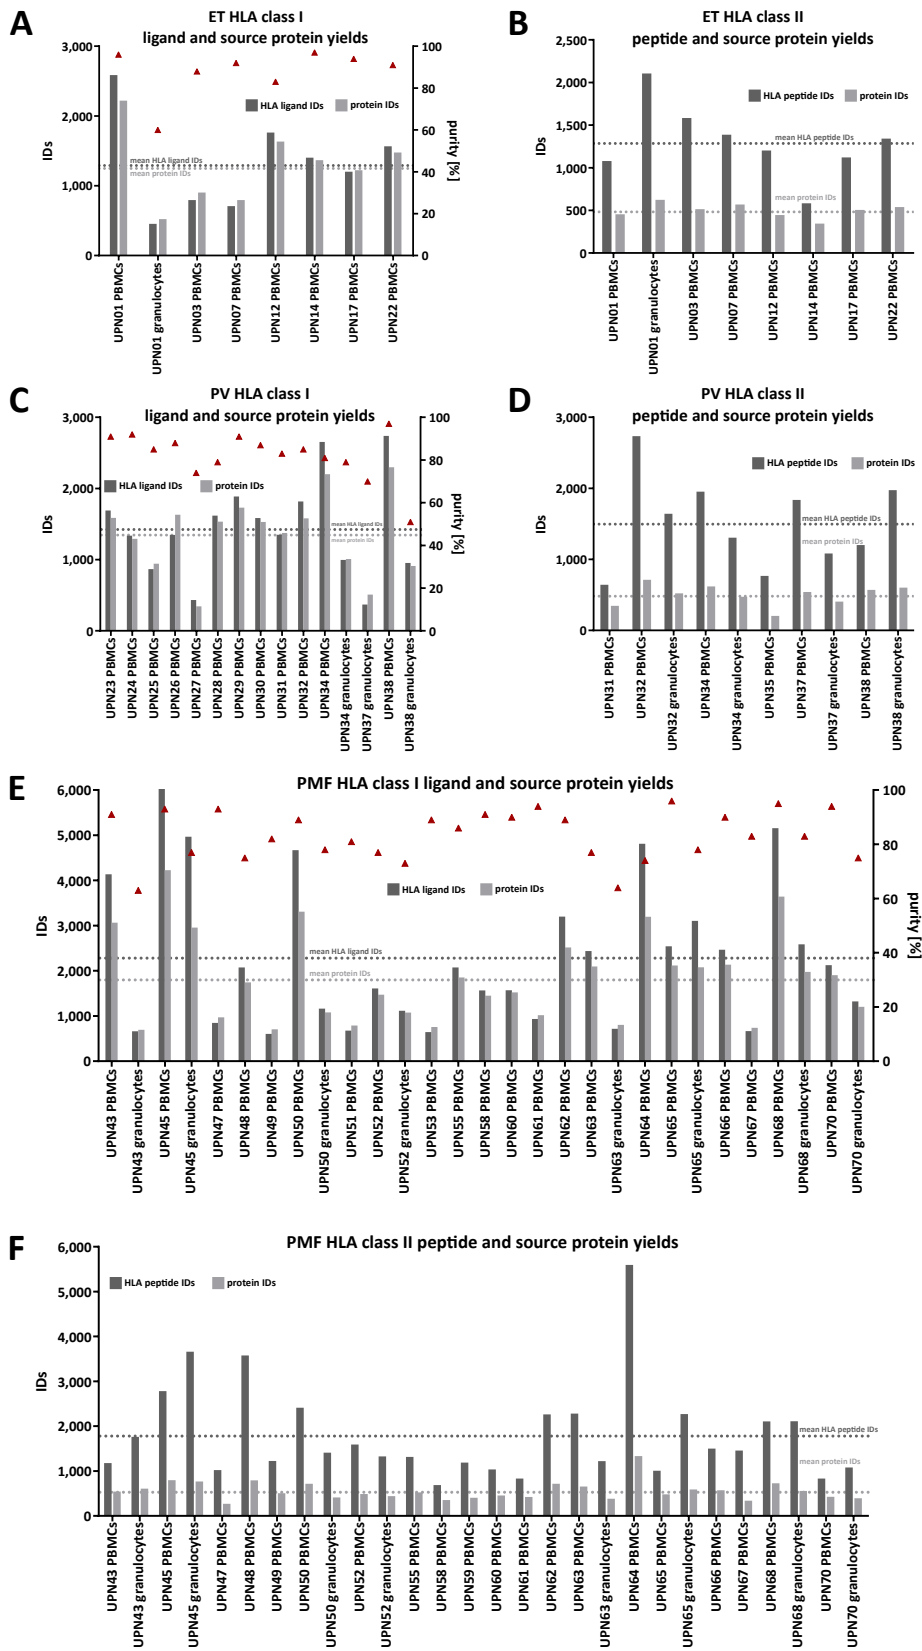 A
ET HLA class I
ligand and source protein yields
3,000
2,000
1,000
0
IDs
HLA ligand IDs
protein IDs
mean HLA ligand IDs
mean protein IDs
100
80
60
40
20
0
purity [%]
UPN01 PBMCs
UPN01 granulocytes
UPN03 PBMCs
UPN07 PBMCs
UPN12 PBMCs
UPN14 PBMCs
UPN17 PBMCs
UPN22 PBMCs
B
ET HLA class II
peptide and source protein yields
2,500
2,000
1,500
1,000
500
0
IDs
HLA peptide IDs
protein IDs
mean HLA peptide IDs
mean protein IDs
UPN01 PBMCs
UPN01 granulocytes
UPN03 PBMCs
UPN07 PBMCs
UPN12 PBMCs
UPN14 PBMCs
UPN17 PBMCs
UPN22 PBMCs
C
PV HLA class I
ligand and source protein yields
3,000
2,000
1,000
0
IDs
HLA ligand IDs
protein IDs
mean HLA ligand IDs
mean protein IDs
100
80
60
40
20
0
purity [%]
UPN23 PBMCs
UPN24 PBMCs
UPN25 PBMCs
UPN26 PBMCs
UPN27 PBMCs
UPN28 PBMCs
UPN29 PBMCs
UPN30 PBMCs
UPN31 PBMCs
UPN32 PBMCs
UPN34 PBMCs
UPN34 granulocytes
UPN37 granulocytes
UPN38 PBMCs
UPN38 granulocytes
D
PV HLA class II
peptide and source protein yields
3,000
2,000
1,000
0
IDs
HLA peptide IDs
protein IDs
mean HLA peptide IDs
mean protein IDs
UPN31 PBMCs
UPN32 PBMCs
UPN32 granulocytes
UPN34 PBMCs
UPN34 granulocytes
UPN35 PBMCs
UPN37 PBMCs
UPN37 granulocytes
UPN38 PBMCs
UPN38 granulocytes
E
PMF HLA class I ligand and source protein yields
6,000
5,000
4,000
3,000
2,000
1,000
0
IDs
HLA ligand IDs
protein IDs
mean HLA ligand IDs
mean protein IDs
100
80
60
40
20
0
purity [%]
UPN43 PBMCs
UPN43 granulocytes
UPN45 PBMCs
UPN45 granulocytes
UPN47 PBMCs
UPN48 PBMCs
UPN49 PBMCs
UPN50 PBMCs
UPN50 granulocytes
UPN51 PBMCs
UPN52 PBMCs
UPN52 granulocytes
UPN53 PBMCs
UPN55 PBMCs
UPN58 PBMCs
UPN60 PBMCs
UPN61 PBMCs
UPN62 PBMCs
UPN63 PBMCs
UPN63 granulocytes
UPN64 PBMCs
UPN65 PBMCs
UPN65 granulocytes
UPN66 PBMCs
UPN67 PBMCs
UPN68 PBMCs
UPN68 granulocytes
UPN70 PBMCs
UPN70 granulocytes
F
PMF HLA class II peptide and source protein yields
6,000
5,000
4,000
3,000
2,000
1,000
0
IDs
HLA peptide IDs
protein IDs
mean HLA peptide IDs
mean protein IDs
UPN43 PBMCs
UPN43 granulocytes
UPN45 PBMCs
UPN45 granulocytes
UPN47 PBMCs
UPN48 PBMCs
UPN49 PBMCs
UPN50 PBMCs
UPN50 granulocytes
UPN52 PBMCs
UPN52 granulocytes
UPN55 PBMCs
UPN58 PBMCs
UPN59 PBMCs
UPN60 PBMCs
UPN61 PBMCs
UPN62 PBMCs
UPN63 PBMCs
UPN63 granulocytes
UPN64 PBMCs
UPN65 PBMCs
UPN65 granulocytes
UPN66 PBMCs
UPN67 PBMCs
UPN68 PBMCs
UPN68 granulocytes
UPN70 PBMCs
UPN70 granulocytes